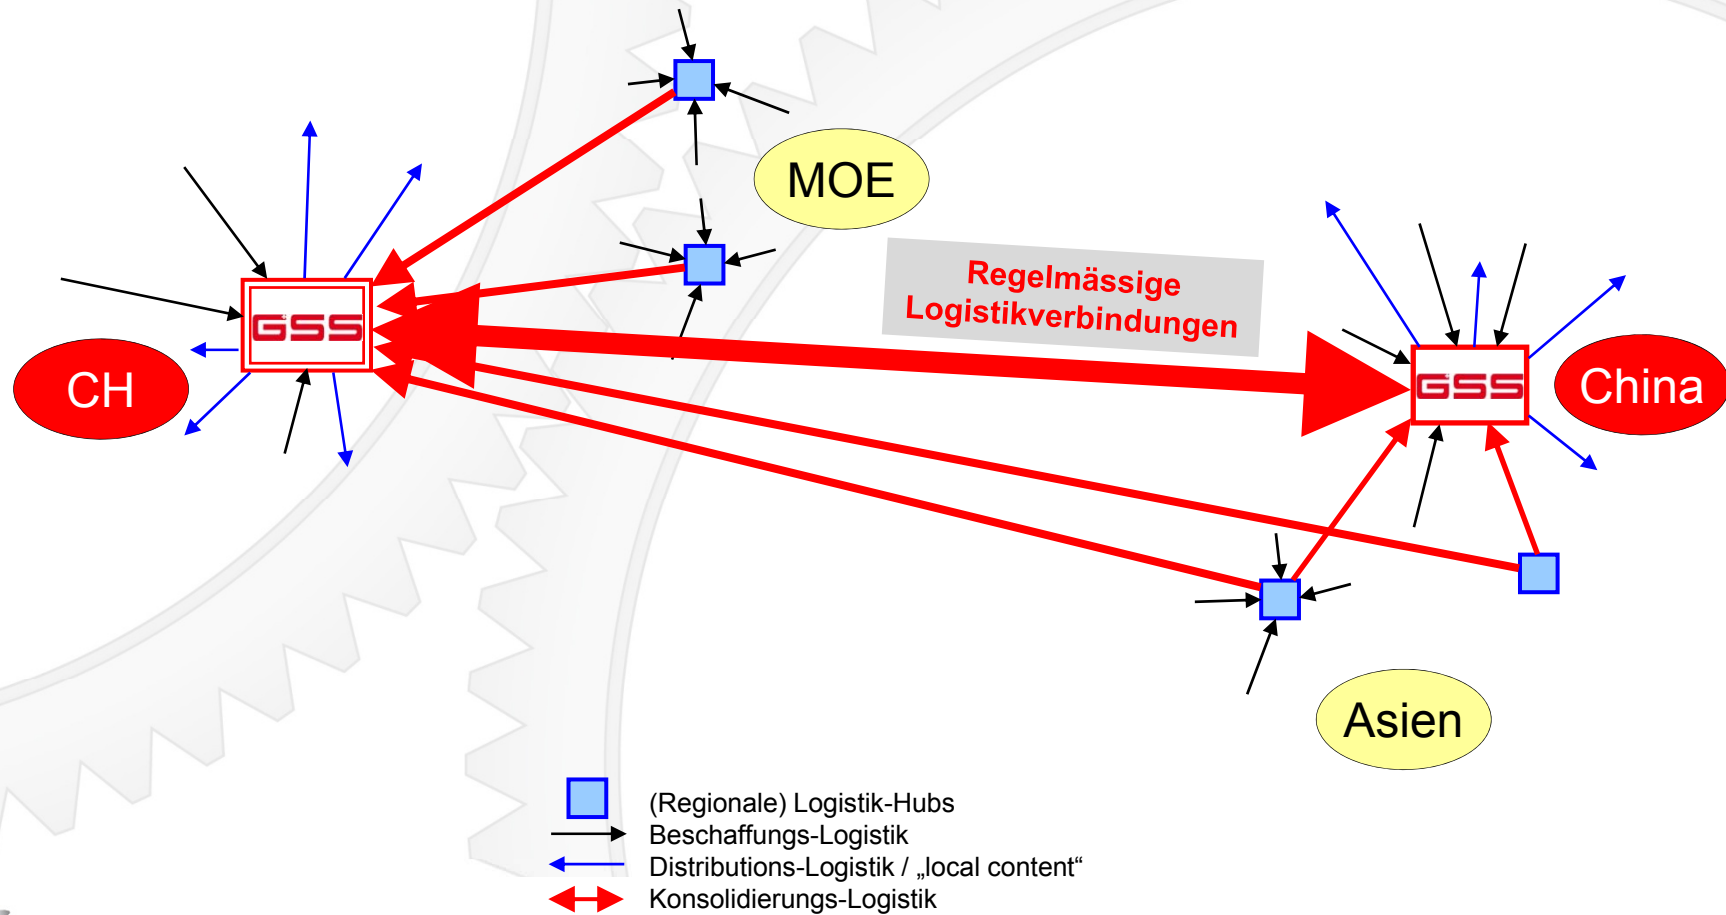 MOE
Regelmässige
Logistikverbindungen
GSS
CH
GSS
China
Asien
(Regionale) Logistik-Hubs
Beschaffungs-Logistik
Distributions-Logistik / „local content“
Konsolidierungs-Logistik